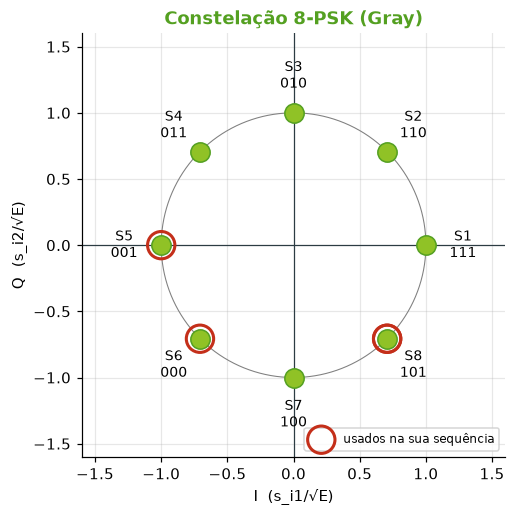 Constelação 8-PSK (Gray)
Q (s_i2/√E)
1.5
1.0
0.5
0.0
−0.5
−1.0
−1.5
S3
010
S4
011
S2
110
S5
001
S1
111
S6
000
S8
101
S7
100
usados na sua sequência
−1.5
−1.0
−0.5
0.0
0.5
1.0
1.5
I (s_i1/√E)